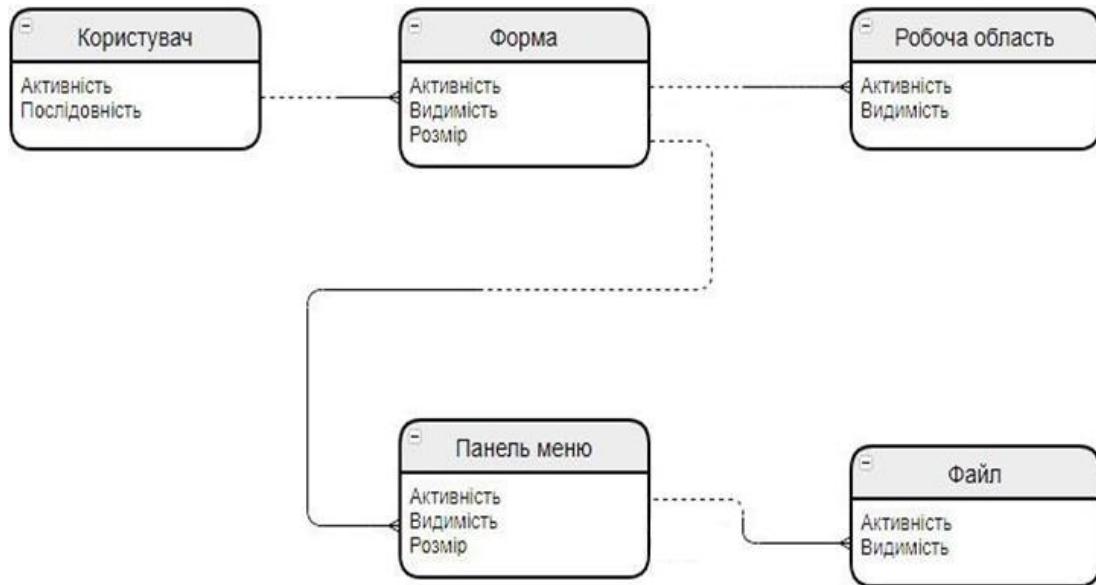 Користувач
Активність
Послідовність
Форма
Активність
Видимість
Розмір
Робоча область
Активність
Видимість
Панель меню
Активність
Видимість
Розмір
Файл
Активність
Видимість